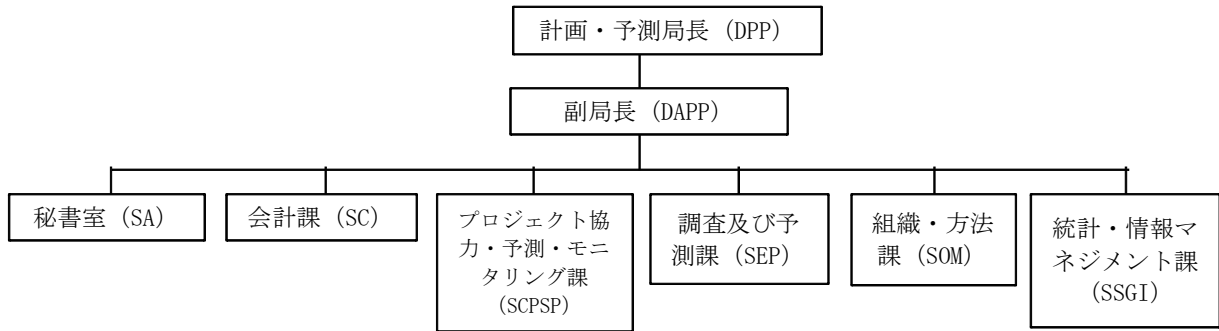 計画・予測局長 (DPP)
副局長 (DAPP)
秘書室 (SA)
会計課 (SC)
プロジェクト協
力・予測・モニ
タリング課
(SCPSP)
調査及び予
測課 (SEP)
組織・方法
課 (SOM)
統計・情報マ
ネジメント課
(SSGI)